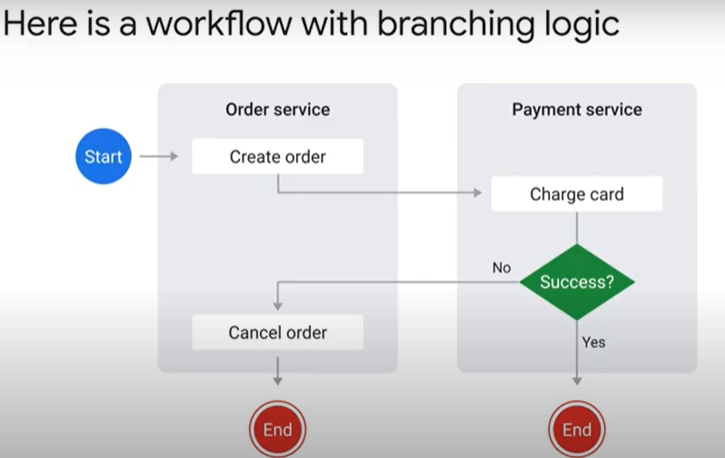 Here is a workflow with branching logic
Order service
Payment service
Start
Create order
Charge card
No
Success?
Cancel order
Yes
End
End